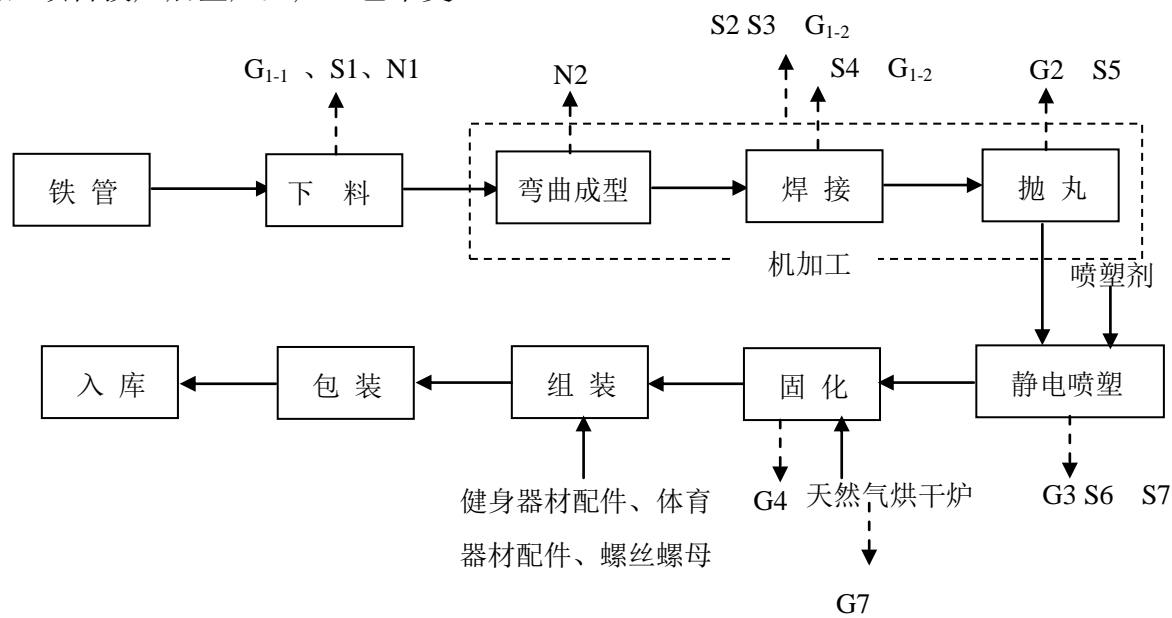 S2 S3 G₁₋₂
G₁₋₁ 、S1、N1
N2
S4 G₁₋₂
G2 S5
铁 管
下 料
弯曲成型
焊 接
抛丸
机加工
喷塑剂
入 库
包 装
组 装
固 化
静电喷塑
健身器材配件、体育
器材配件、螺丝螺母
G4
天然气烘干炉
G3 S6 S7
G7